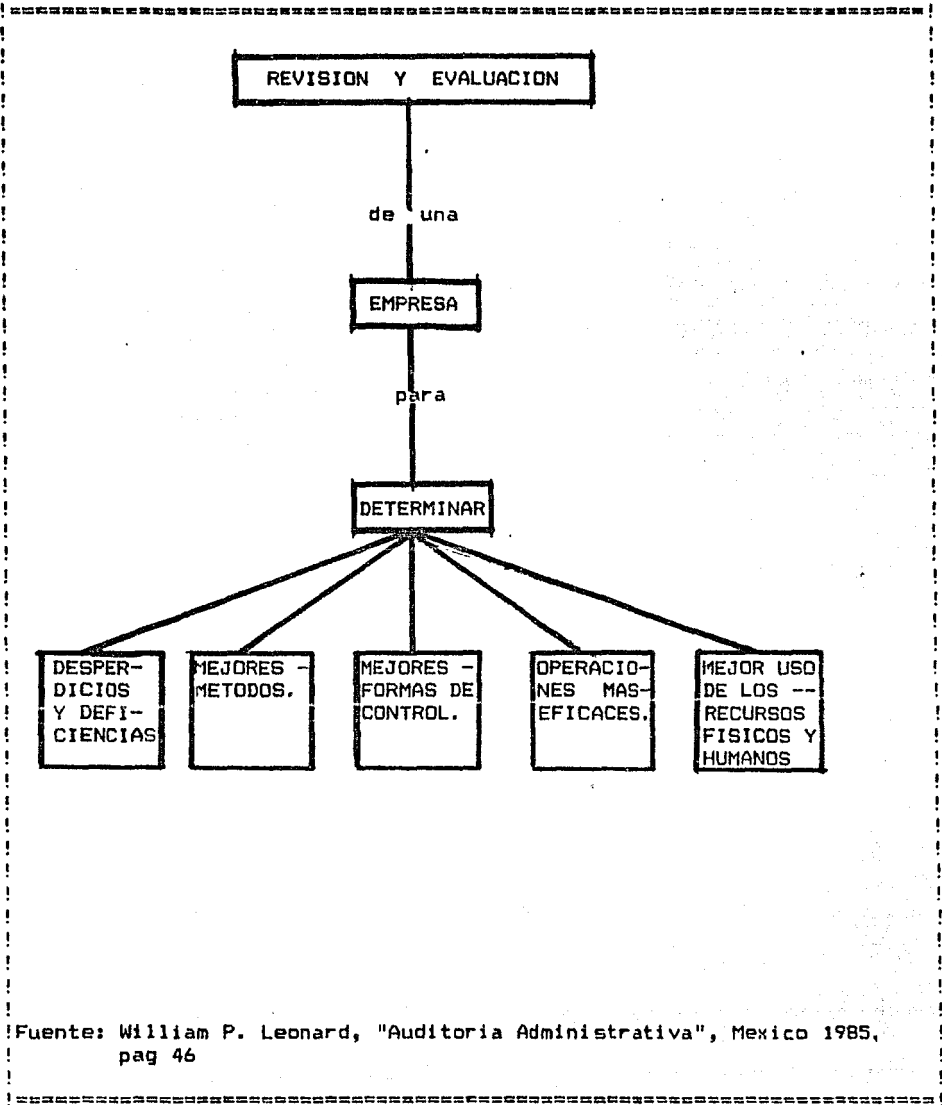 REVISION Y EVALUACION
de una
EMPRESA
para
DETERMINAR
DESPER-
DICIOS
Y DEFI-
CIENCIAS
MEJORES -
METODOS.
MEJORES -
FORMAS DE
CONTROL.
OPERACIO-
NES MAS-
EFICACES.
MEJOR USO
DE LOS --
RECURSOS
FISICOS Y
HUMANOS
Fuente: William P. Leonard, "Auditoria Administrativa", Mexico 1985,
pag 46